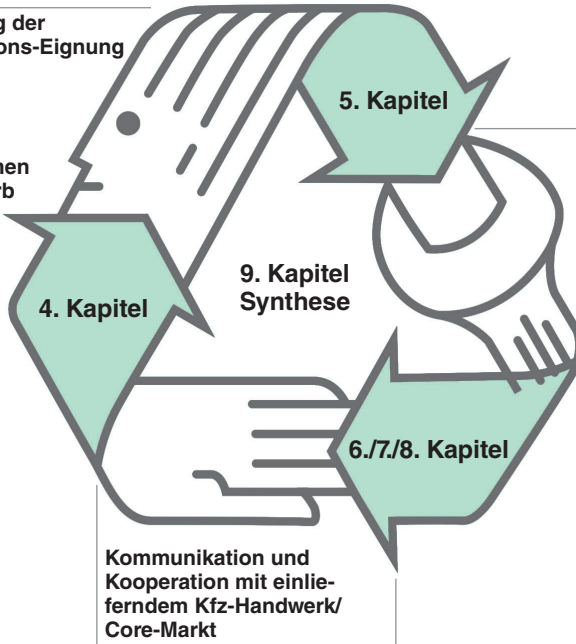 g der
ons-Eignung
5. Kapitel
nen
rb
9. Kapitel
Synthese
4. Kapitel
6./7./8. Kapitel
Kommunikation und
Kooperation mit einlie-
ferndem Kfz-Handwerk/
Core-Markt